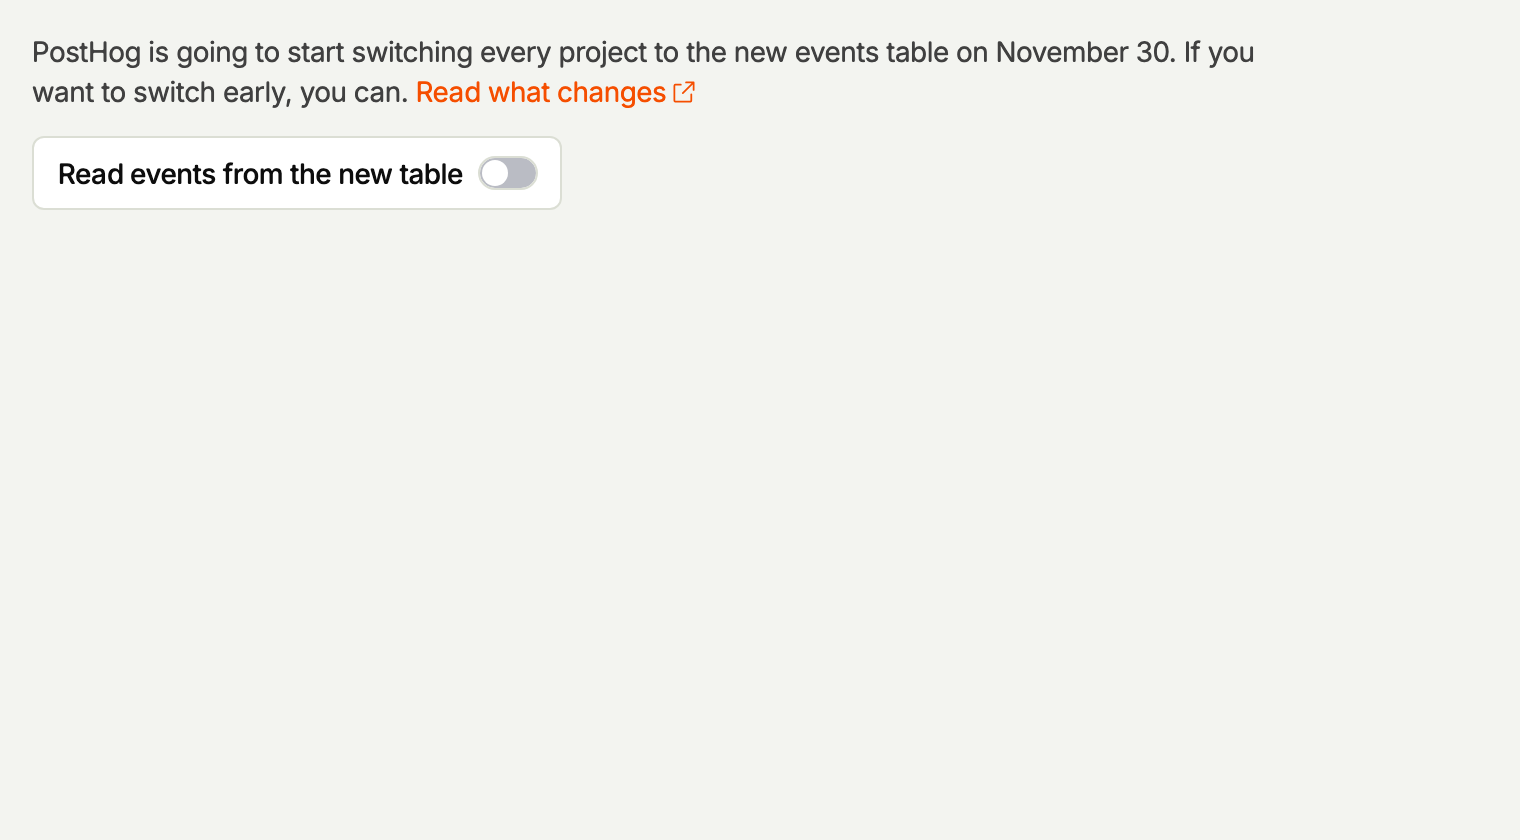 PostHog is going to start switching every project to the new events table on November 30. If you
want to switch early, you can. Read what changes
Read events from the new table